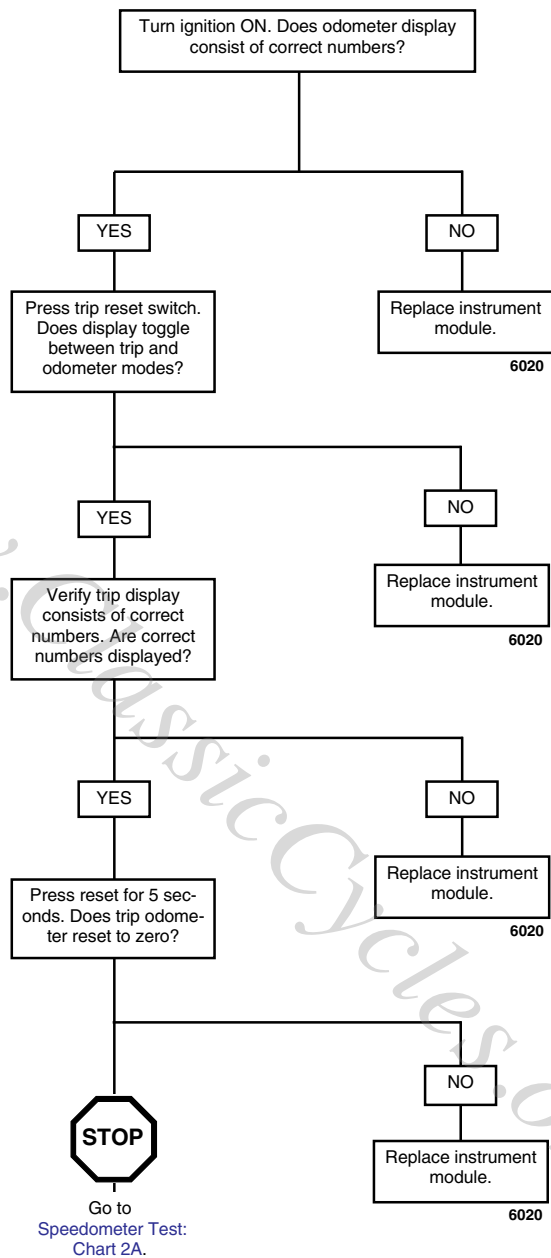 Turn ignition ON. Does odometer display
consist of correct numbers?
YES
NO
Press trip reset switch.
Does display toggle
between trip and
odometer modes?
Replace instrument
module.
6020
YES
NO
Verify trip display
consists of correct
numbers. Are correct
numbers displayed?
Replace instrument
module.
6020
YES
NO
Press reset for 5 sec-
onds. Does trip odome-
ter reset to zero?
Replace instrument
module.
6020
NO
STOP
Replace instrument
module.
6020
Go to
Speedometer Test:
Chart 2A.
.ClassicCycles.o